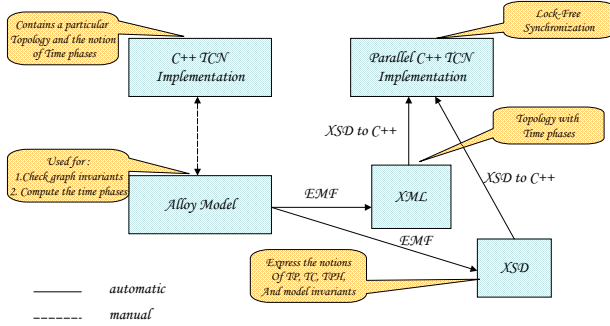 Contains a particular
Topology and the notion
of Time phases
C++ TCN
Implementation
Parallel C++ TCN
Implementation
Lock-Free
Synchronization
XSD to C++
Topology with
Time phases
Used for :
1.Check graph invariants
2. Compute the time phases
Alloy Model
EMF
XML
XSD to C++
EMF
Express the notions
Of TP, TC, TPH,
And model invariants
XSD
automatic
manual